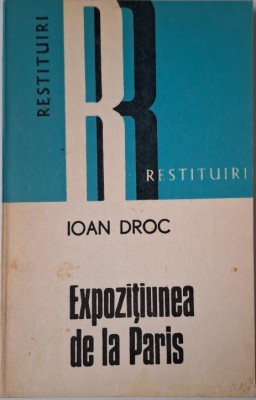 RESTITUIRI
R
RESTITUIRI
IOAN DROC
Expozițiunea
de la Paris